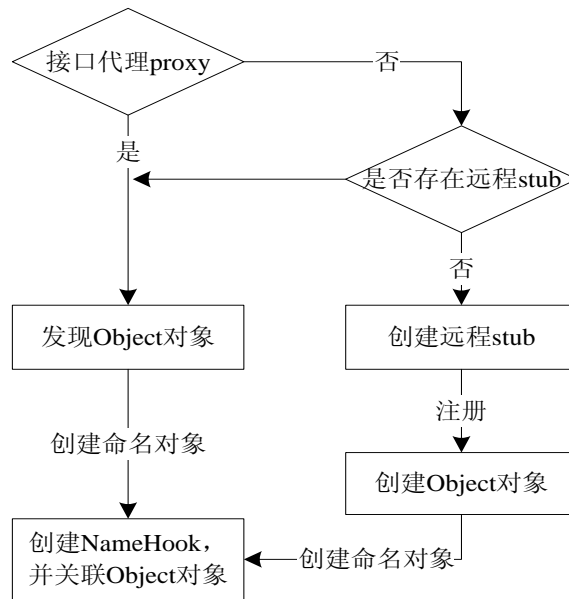 接口代理proxy
否
是
是否存在远程stub
否
发现Object对象
创建远程stub
注册
创建命名对象
创建Object对象
创建NameHook，
并关联Object对象
创建命名对象